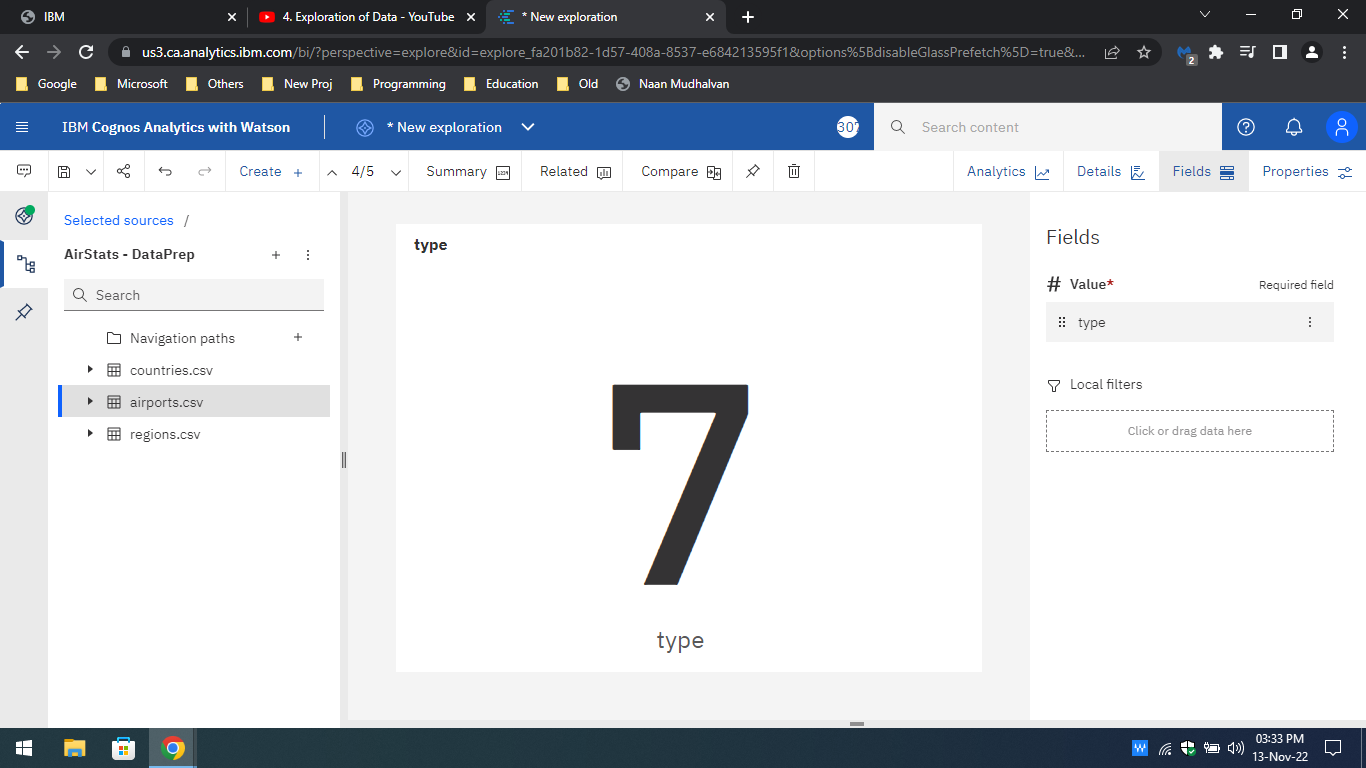 IBM
4. Exploration of Data - YouTube
* New exploration
us3.ca.analytics.ibm.com/bi/?perspective=explore&id=explore_fa201b82-1d57-408a-8537-e684213595f1&options%5BdisableGlassPrefetch%5D=true&...
2
Google
Microsoft
Others
New Proj
Programming
Education
Old
Naan Mudhalvan
IBM Cognos Analytics with Watson
* New exploration
Search content
Create +
4/5
Summary
Related
Compare
Analytics
Details
Fields
Properties
Selected sources /
AirStats - DataPrep
Search
Navigation paths
countries.csv
airports.csv
regions.csv
type
7
type
Fields
# Value*
Required field
type
Local filters
Click or drag data here
W
03:33 PM
13-Nov-22